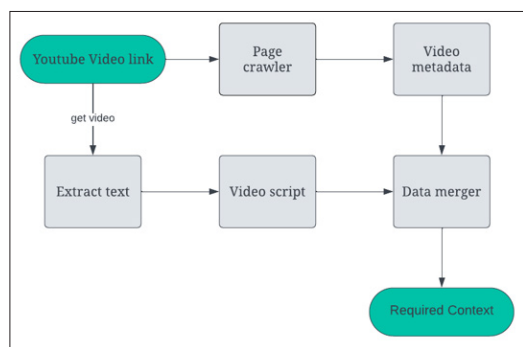 Youtube Video link
Page
crawler
Video
metadata
get video
Extract text
Video script
Data merger
Required Context